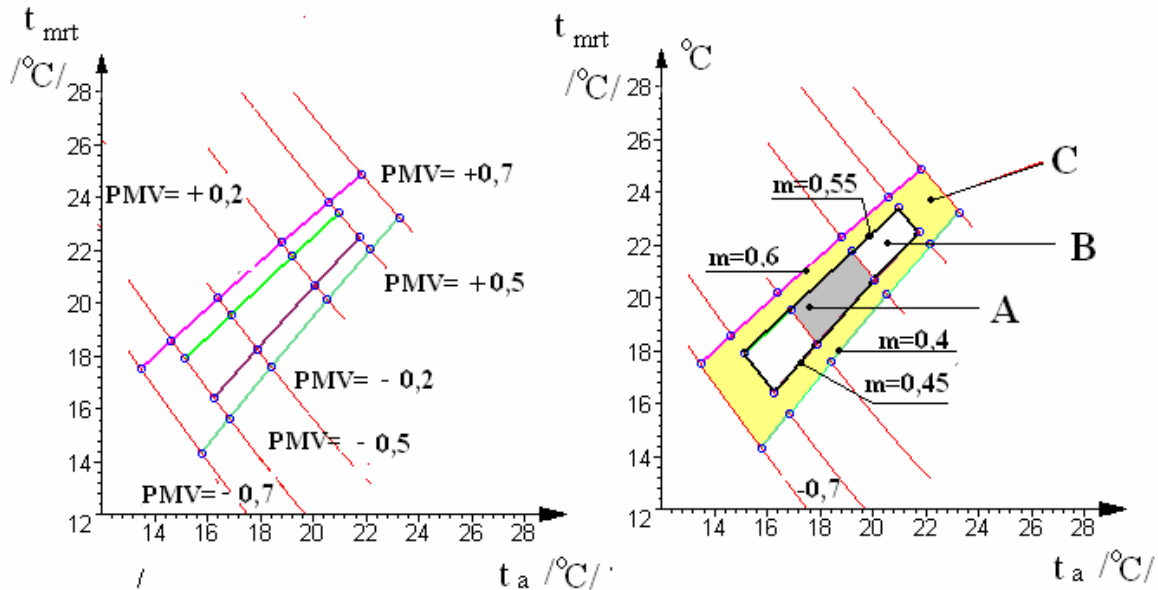 t mrt
/°C/
28
26
24
22
20
18
16
14
12
14 16 18 20 22 24 26 28
t a /°C/
/
PMV= + 0,2
PMV= +0,7
PMV= +0,5
PMV= - 0,2
PMV= - 0,5
PMV= - 0,7
t mrt
/°C/
°C
28
26
24
22
20
18
16
14
12
14 16 18 20 22 24 26 28
t a /°C/
m=0,55
C
B
m=0,6
A
m=0,4
m=0,45
-0,7